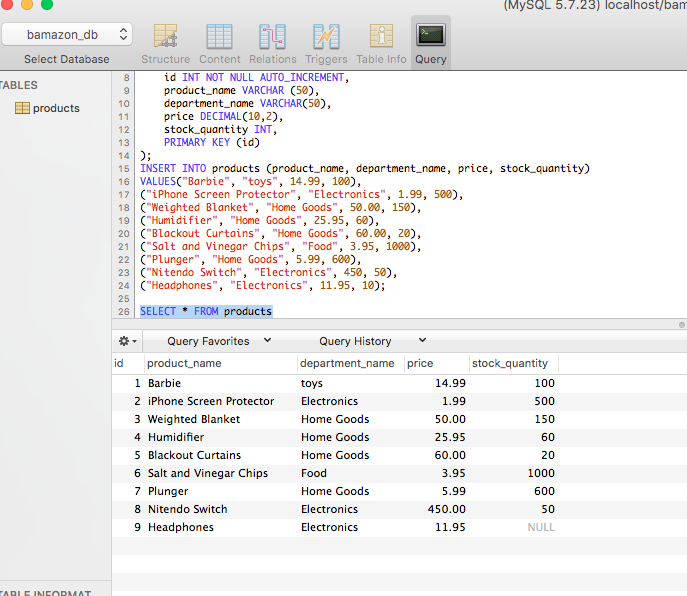 (MySQL 5.7.23) localhost/bam
bamazon_db
Select Database
Structure Content Relations Triggers Table Info Query
TABLES
products
8 id INT NOT NULL AUTO_INCREMENT,
9 product_name VARCHAR (50),
10 department_name VARCHAR(50),
11 price DECIMAL(10,2),
12 stock_quantity INT,
13 PRIMARY KEY (id)
14 );
15 INSERT INTO products (product_name, department_name, price, stock_quantity)
16 VALUES("Barbie", "toys", 14.99, 100),
17 ("iPhone Screen Protector", "Electronics", 1.99, 500),
18 ("Weighted Blanket", "Home Goods", 50.00, 150),
19 ("Humidifier", "Home Goods", 25.95, 60),
20 ("Blackout Curtains", "Home Goods", 60.00, 20),
21 ("Salt and Vinegar Chips", "Food", 3.95, 1000),
22 ("Plunger", "Home Goods", 5.99, 600),
23 ("Nitendo Switch", "Electronics", 450, 50),
24 ("Headphones", "Electronics", 11.95, 10);
25
26 SELECT * FROM products
Query Favorites Query History
id product_name department_name price stock_quantity
1 Barbie toys 14.99 100
2 iPhone Screen Protector Electronics 1.99 500
3 Weighted Blanket Home Goods 50.00 150
4 Humidifier Home Goods 25.95 60
5 Blackout Curtains Home Goods 60.00 20
6 Salt and Vinegar Chips Food 3.95 1000
7 Plunger Home Goods 5.99 600
8 Nitendo Switch Electronics 450.00 50
9 Headphones Electronics 11.95 NULL
TABLE INFORMAT